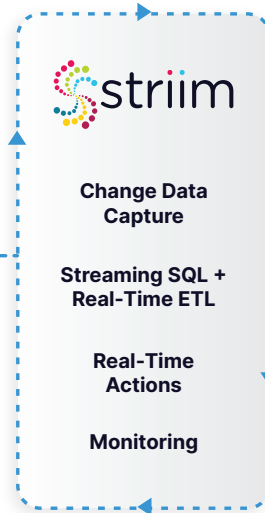 striim
Change Data
Capture
Streaming SQL +
Real-Time ETL
Real-Time
Actions
Monitoring